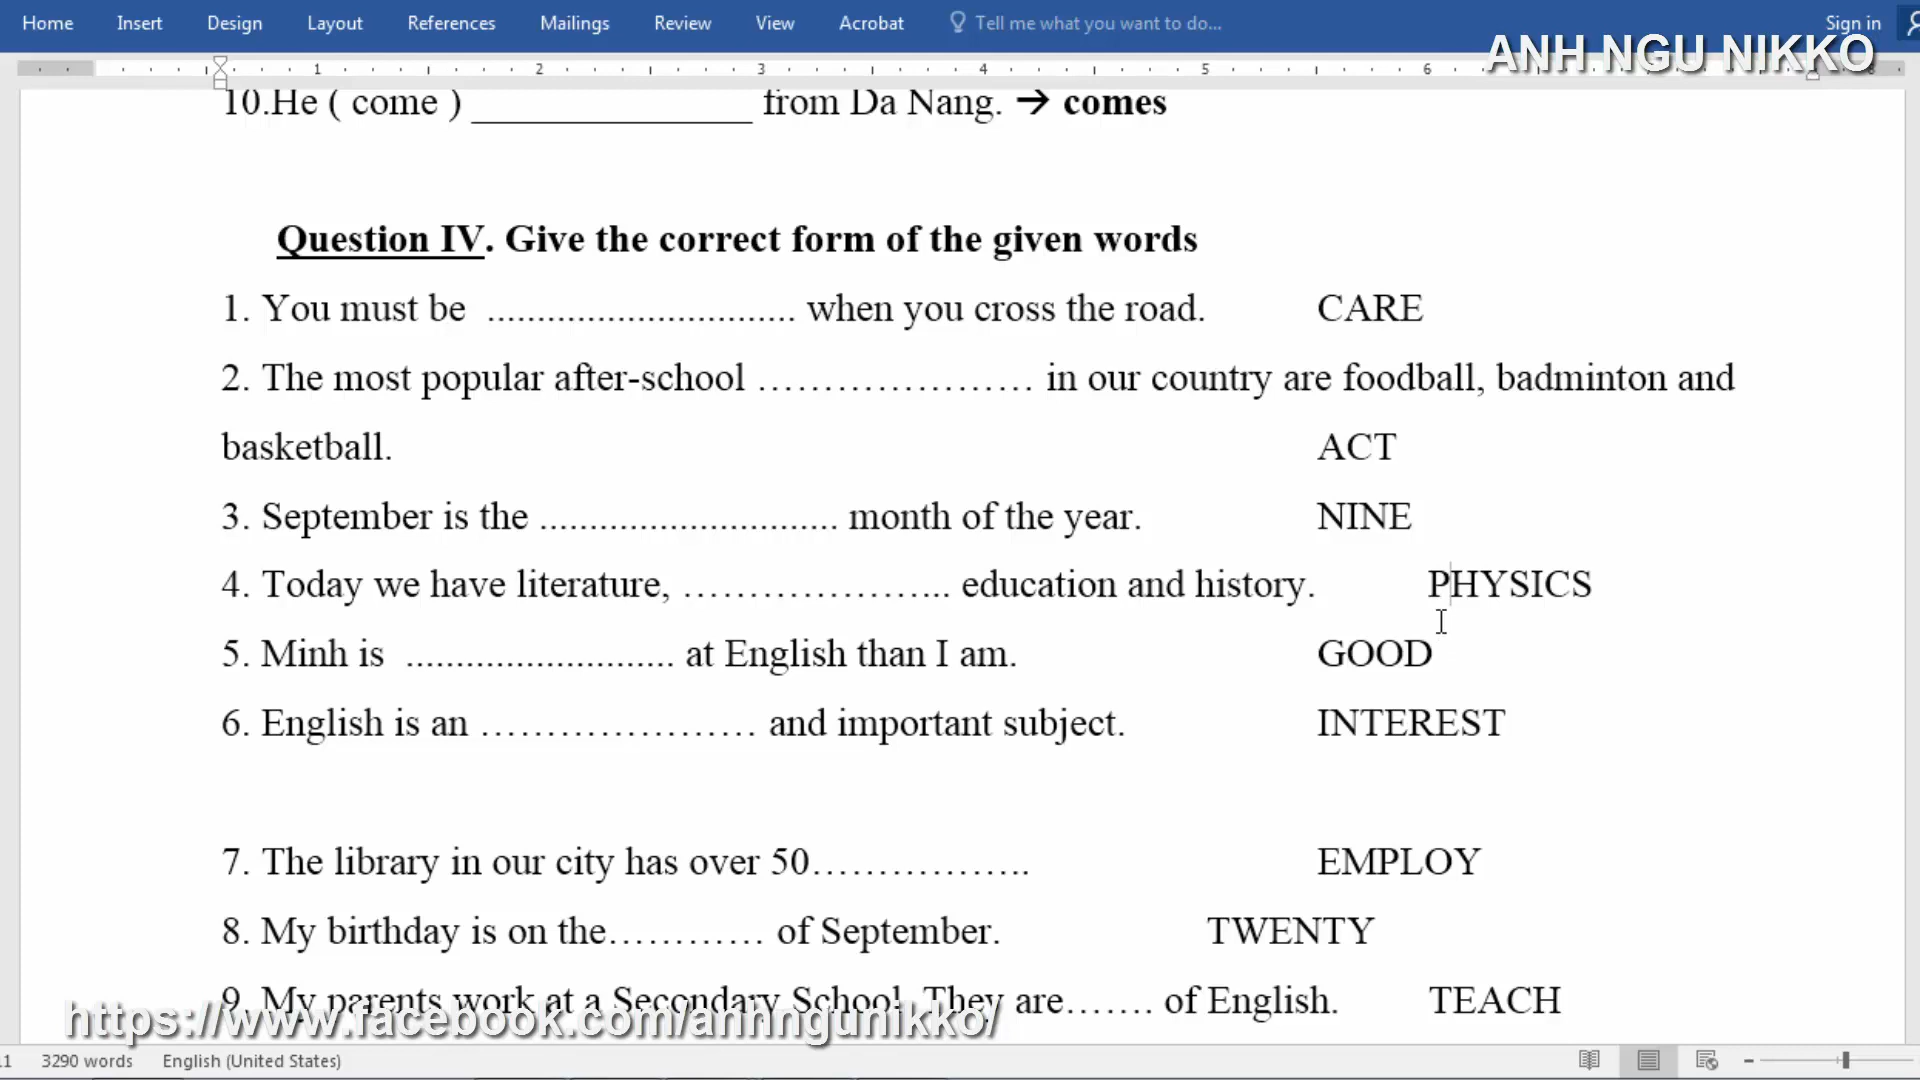 Home Insert Design Layout References Mailings Review View Acrobat Tell me what you want to do... Sign in
ANH NGU NIKKO
1 2 3 4 5 6
10.He ( come ) ______________ from Da Nang. → comes
Question IV. Give the correct form of the given words
1. You must be ............................... when you cross the road. CARE
2. The most popular after-school ………………… in our country are foodball, badminton and
basketball. ACT
3. September is the .............................. month of the year. NINE
4. Today we have literature, ……………….. education and history. PHYSICS
5. Minh is ........................... at English than I am. GOOD
6. English is an ………………… and important subject. INTEREST
7. The library in our city has over 50…………….. EMPLOY
8. My birthday is on the………… of September. TWENTY
9. My parents work at a Secondary School. They are……. of English. TEACH
https://www.facebook.com/anhngunikko/
3290 words English (United States)